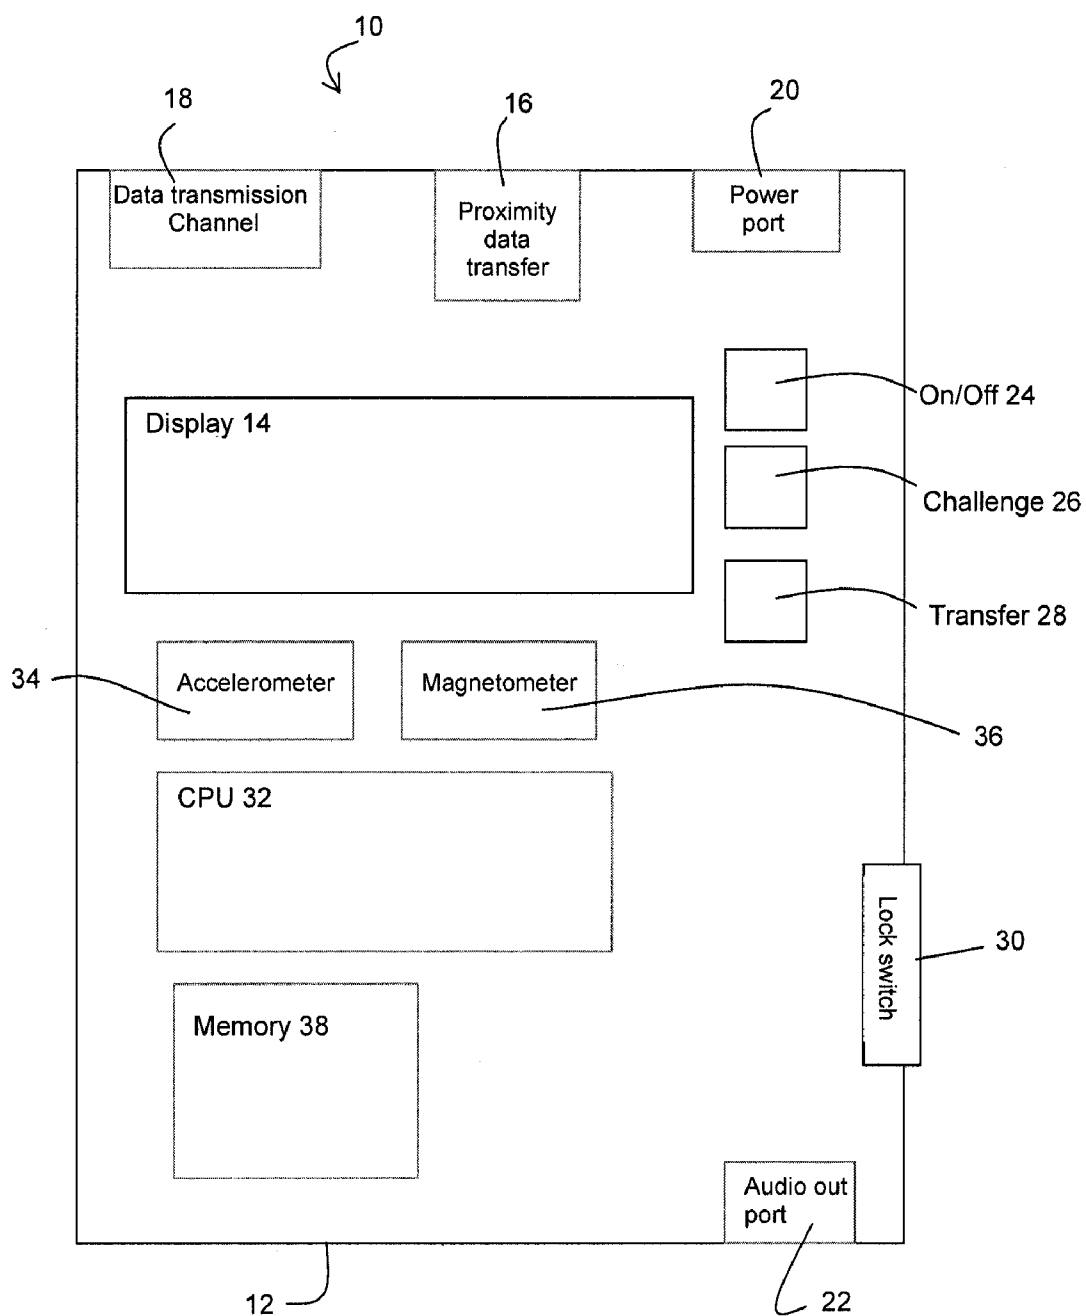 10
18
16
20
Data transmission
Channel
Proximity
data
transfer
Power
port
On/Off 24
Display 14
Challenge 26
Transfer 28
34
Accelerometer
Magnetometer
36
CPU 32
Lock switch
30
Memory 38
Audio out
port
12
22